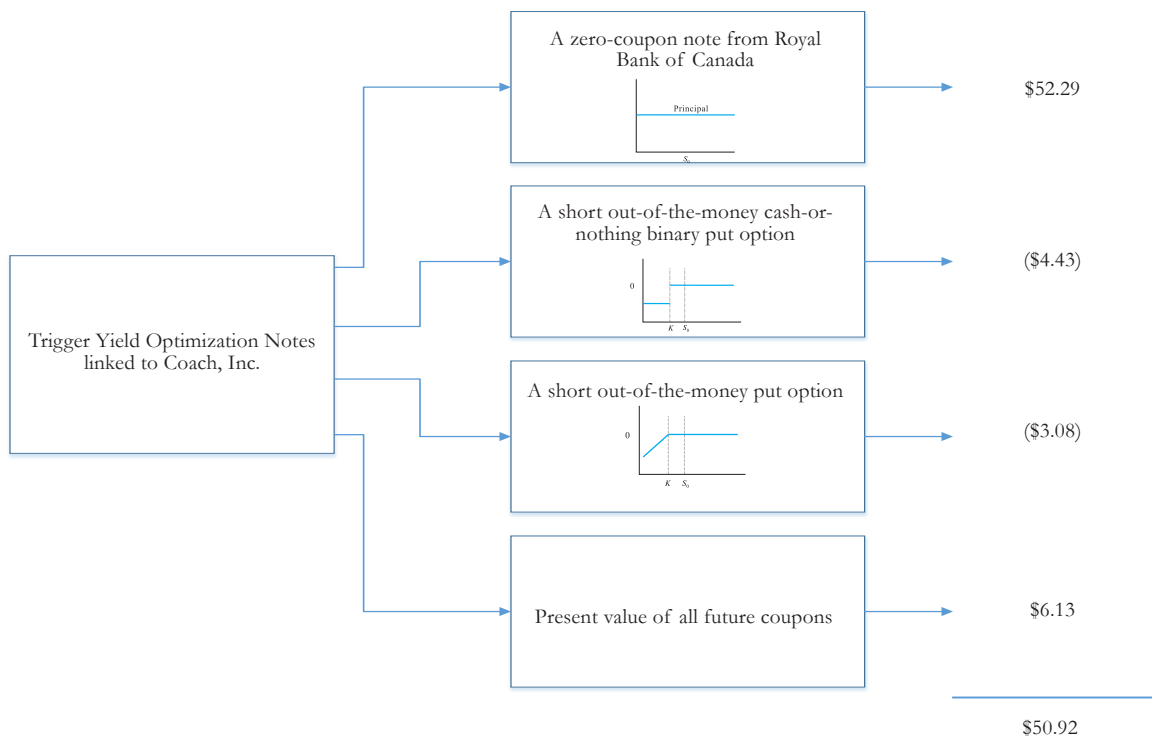 Trigger Yield Optimization Notes
linked to Coach, Inc.
A zero-coupon note from Royal
Bank of Canada
Principal
S₀
$52.29
A short out-of-the-money cash-or-
nothing binary put option
0
K S₀
($4.43)
A short out-of-the-money put option
0
K S₀
($3.08)
Present value of all future coupons
$6.13
$50.92